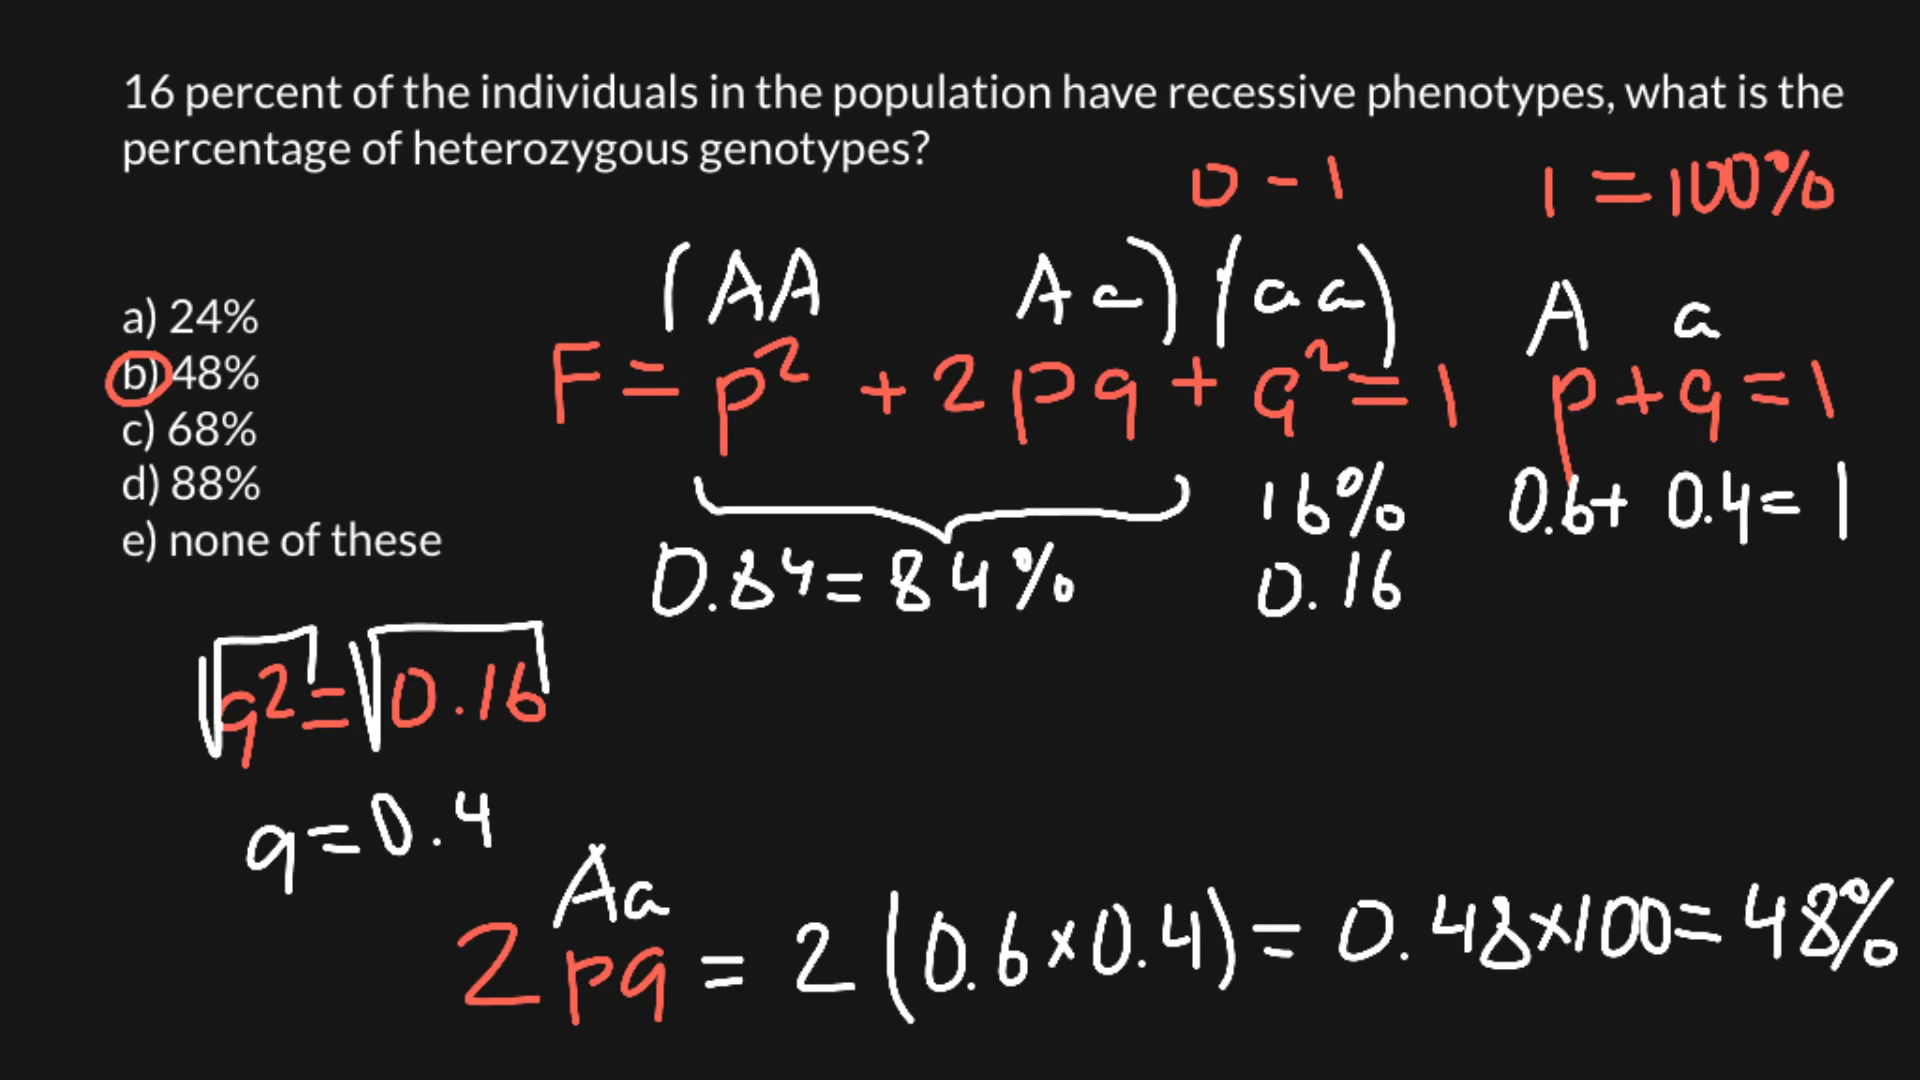 16 percent of the individuals in the population have recessive phenotypes, what is the
percentage of heterozygous genotypes?
0 - 1
1 = 100%
(AA Aa) (aa)
A a
a) 24%
b) 48%
c) 68%
d) 88%
e) none of these
F = p² + 2pq + q² = 1
p + q = 1
16%
0.6 + 0.4 = 1
0.84 = 84%
0.16
√q² = √0.16
q = 0.4
Aa
2pq = 2(0.6×0.4) = 0.48×100 = 48%